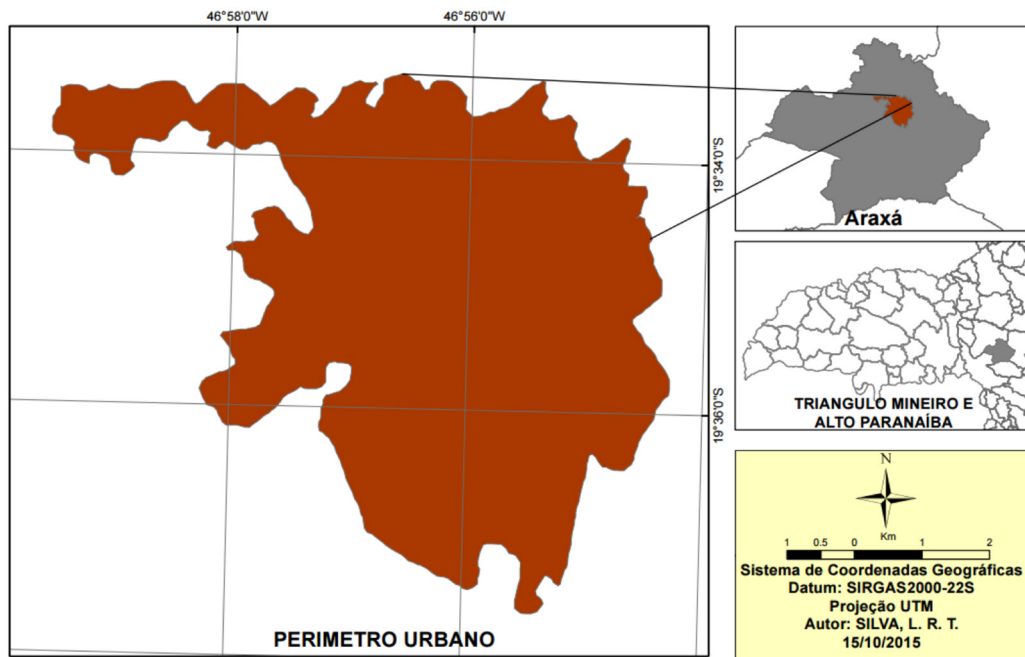 46°58'0"W
46°56'0"W
19°34'0"S
19°36'0"S
PERIMETRO URBANO
Araxá
TRIANGULO MINEIRO E
ALTO PARANAÍBA
N
Km
1 0.5 0 1 2
Sistema de Coordenadas Geográficas
Datum: SIRGAS2000-22S
Projeção UTM
Autor: SILVA, L. R. T.
15/10/2015